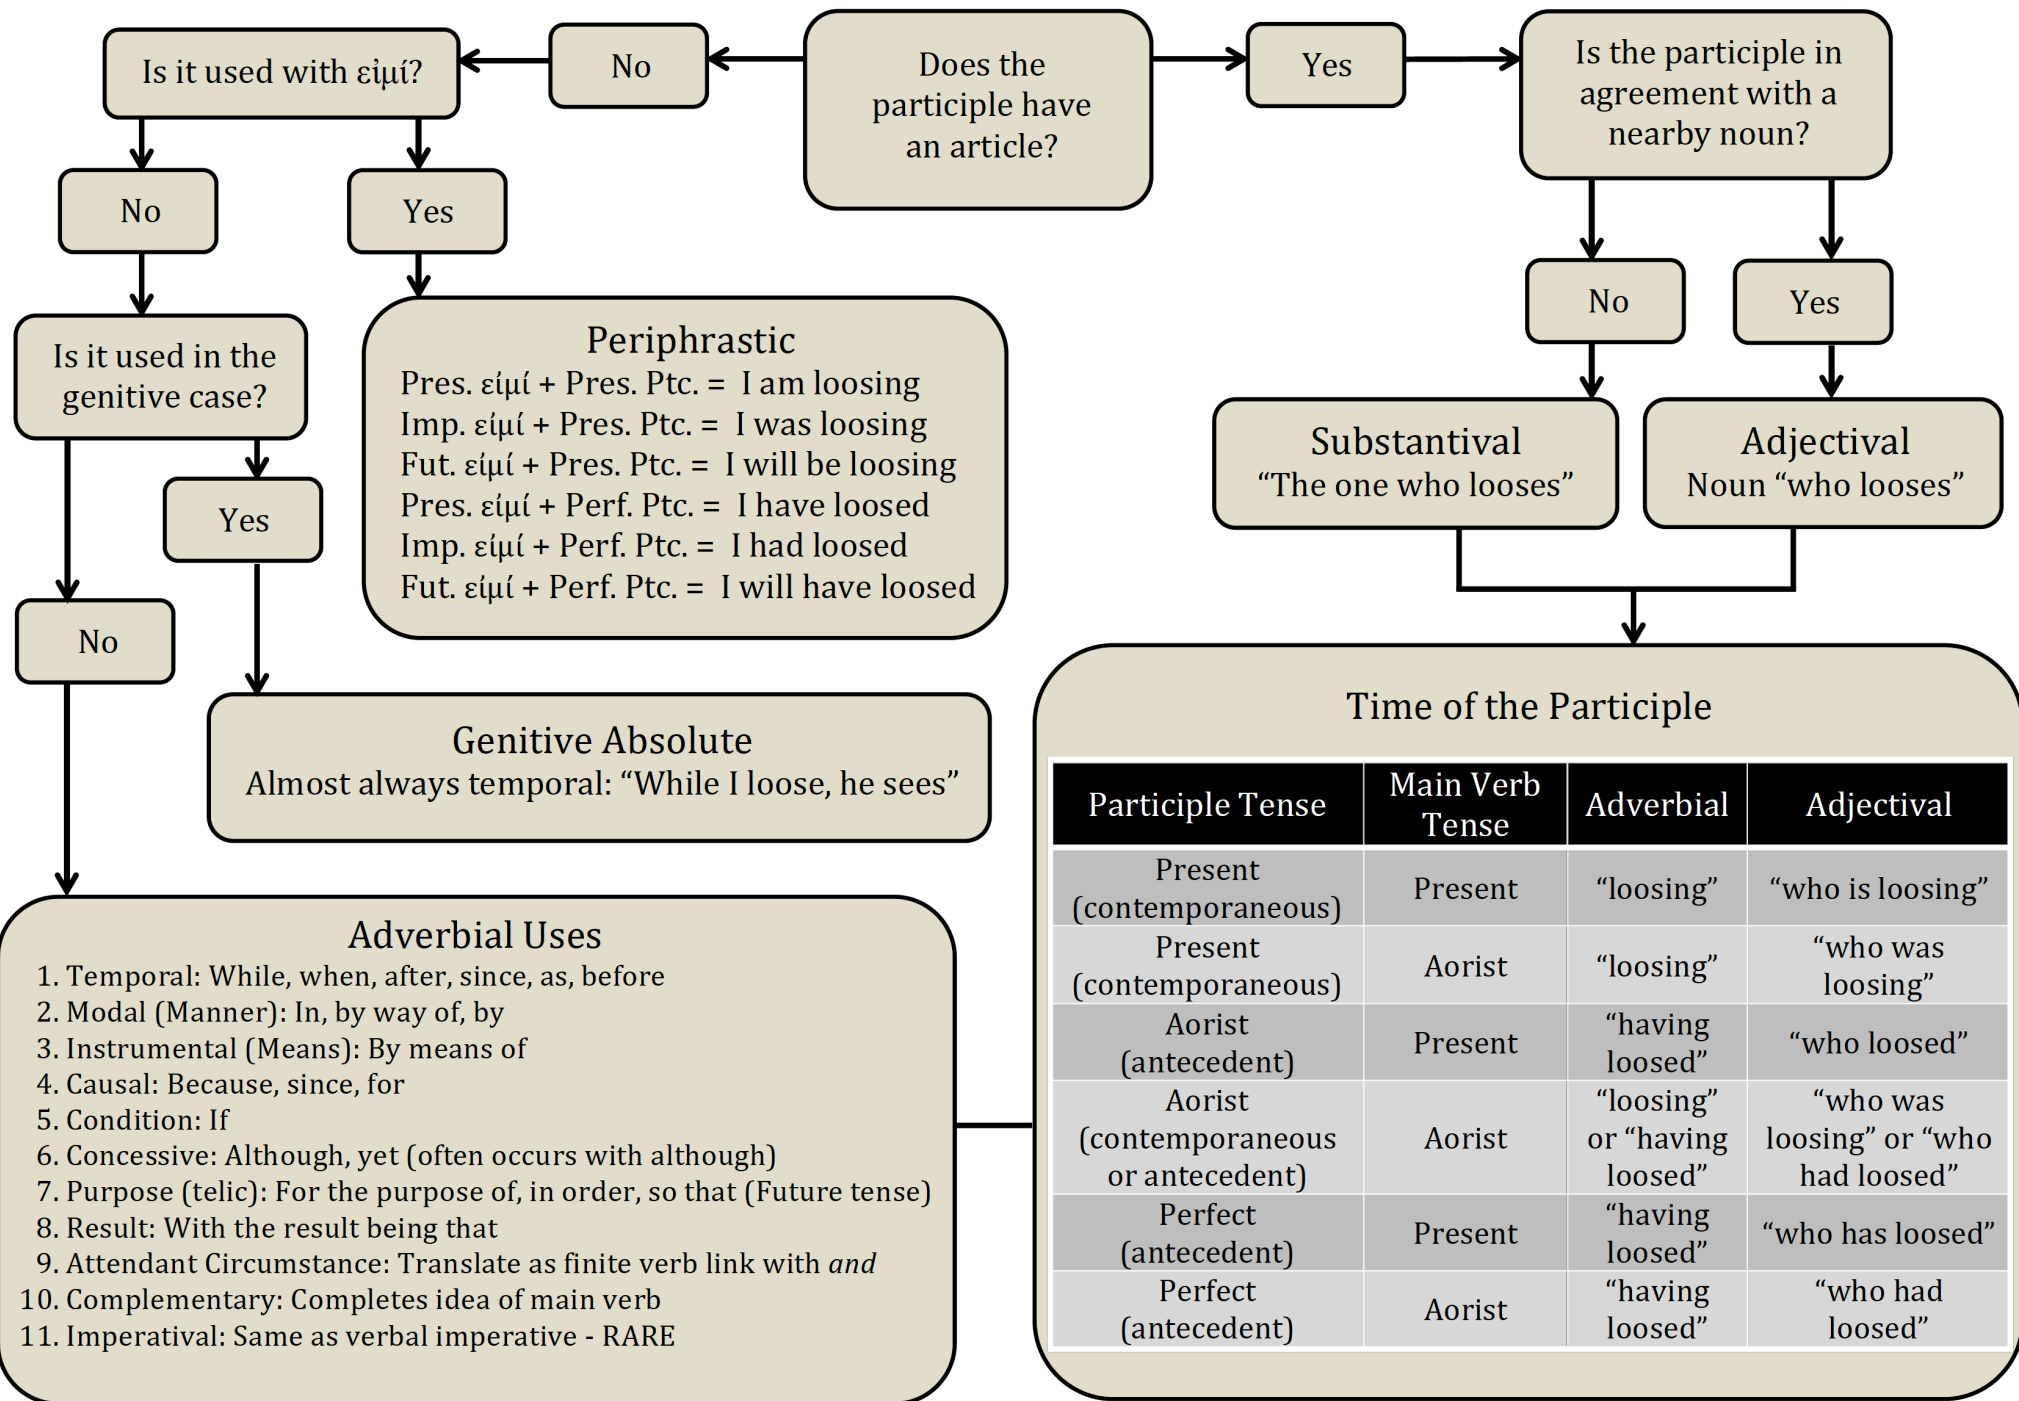 Does the
participle have
an article?
No
Yes
Is it used with εἰμί?
No
Yes
Is it used in the
genitive case?
Yes
No
Periphrastic
Pres. εἰμί + Pres. Ptc. = I am loosing
Imp. εἰμί + Pres. Ptc. = I was loosing
Fut. εἰμί + Pres. Ptc. = I will be loosing
Pres. εἰμί + Perf. Ptc. = I have loosed
Imp. εἰμί + Perf. Ptc. = I had loosed
Fut. εἰμί + Perf. Ptc. = I will have loosed
Genitive Absolute
Almost always temporal: “While I loose, he sees”
Adverbial Uses
1. Temporal: While, when, after, since, as, before
2. Modal (Manner): In, by way of, by
3. Instrumental (Means): By means of
4. Causal: Because, since, for
5. Condition: If
6. Concessive: Although, yet (often occurs with although)
7. Purpose (telic): For the purpose of, in order, so that (Future tense)
8. Result: With the result being that
9. Attendant Circumstance: Translate as finite verb link with and
10. Complementary: Completes idea of main verb
11. Imperatival: Same as verbal imperative - RARE
Is the participle in
agreement with a
nearby noun?
No
Yes
Substantival
“The one who looses”
Adjectival
Noun “who looses”
Time of the Participle
Participle Tense
Main Verb
Tense
Adverbial
Adjectival
Present
(contemporaneous)
Present
“loosing”
“who is loosing”
Present
(contemporaneous)
Aorist
“loosing”
“who was
loosing”
Aorist
(antecedent)
Present
“having
loosed”
“who loosed”
Aorist
(contemporaneous
or antecedent)
Aorist
“loosing”
or “having
loosed”
“who was
loosing” or “who
had loosed”
Perfect
(antecedent)
Present
“having
loosed”
“who has loosed”
Perfect
(antecedent)
Aorist
“having
loosed”
“who had
loosed”